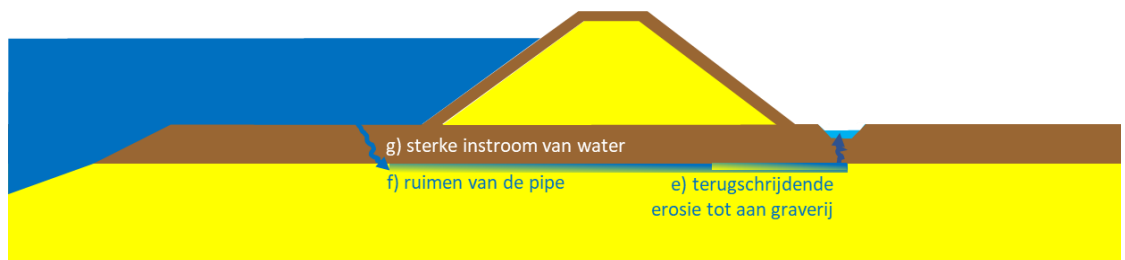 g) sterke instroom van water
f) ruimen van de pipe
e) terugschrijdende
erosie tot aan graverij